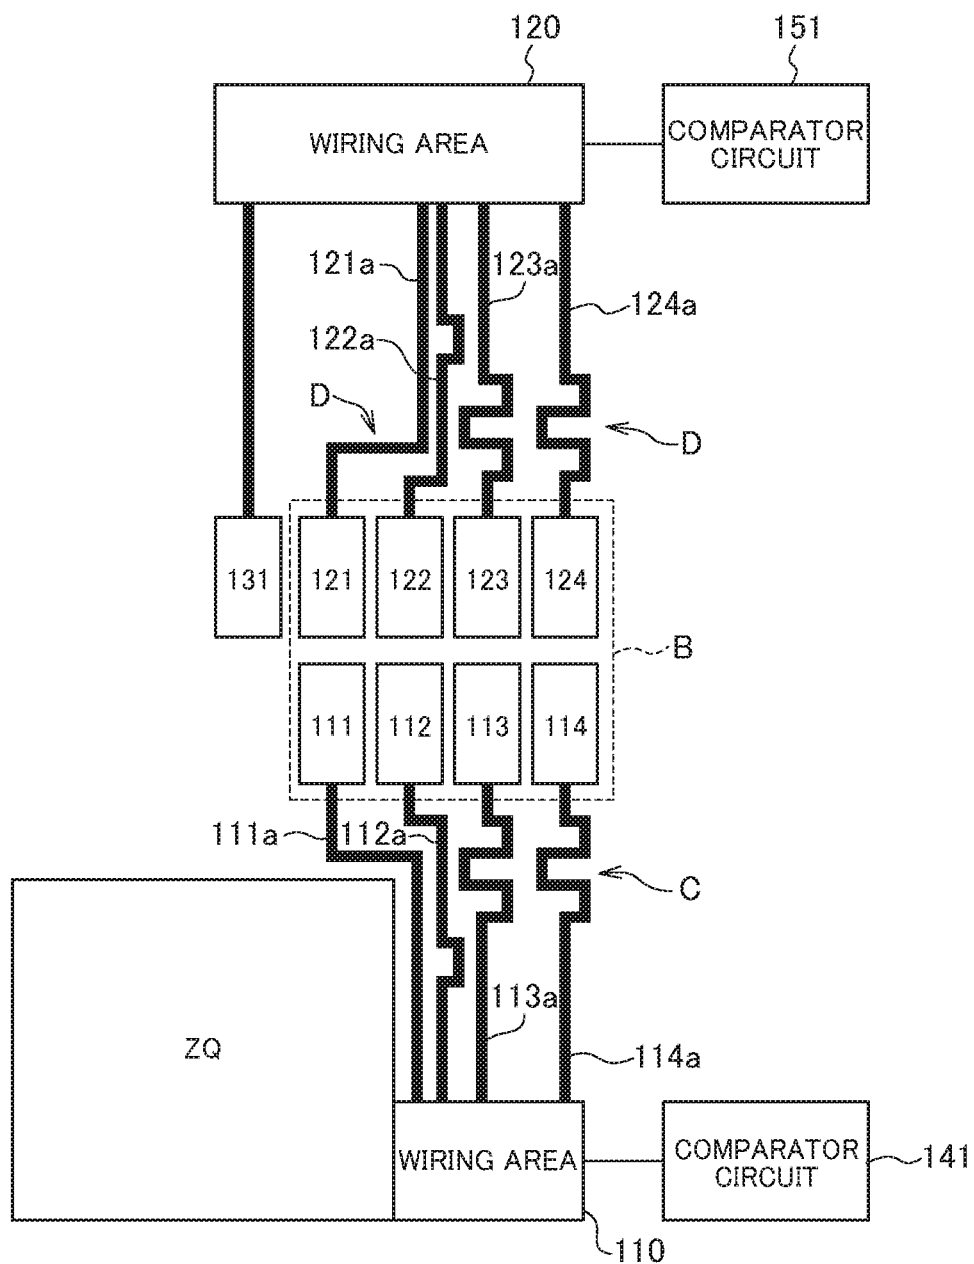 120
151
WIRING AREA
COMPARATOR
CIRCUIT
121a
123a
124a
122a
D
D
131
121
122
123
124
B
111
112
113
114
111a
112a
C
113a
ZQ
114a
WIRING AREA
COMPARATOR
CIRCUIT
141
110